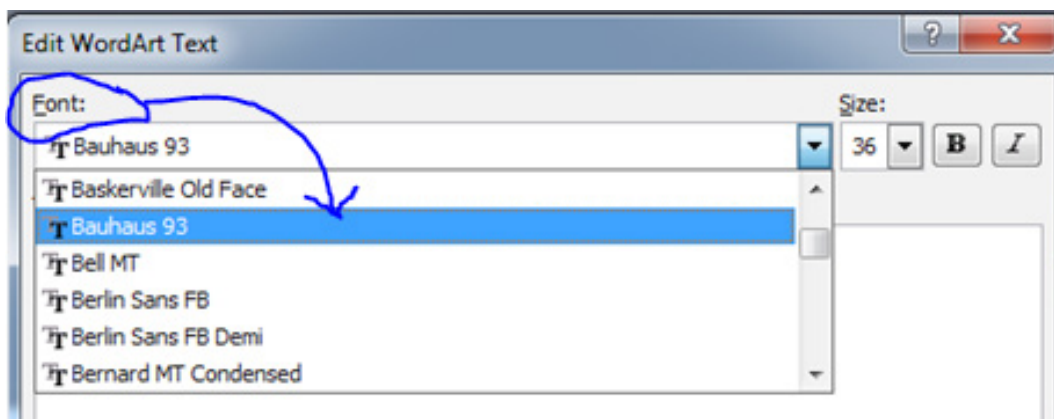 Edit WordArt Text
?
X
Font:
Size:
Bauhaus 93
36
B
I
Baskerville Old Face
Bauhaus 93
Bell MT
Berlin Sans FB
Berlin Sans FB Demi
Bernard MT Condensed